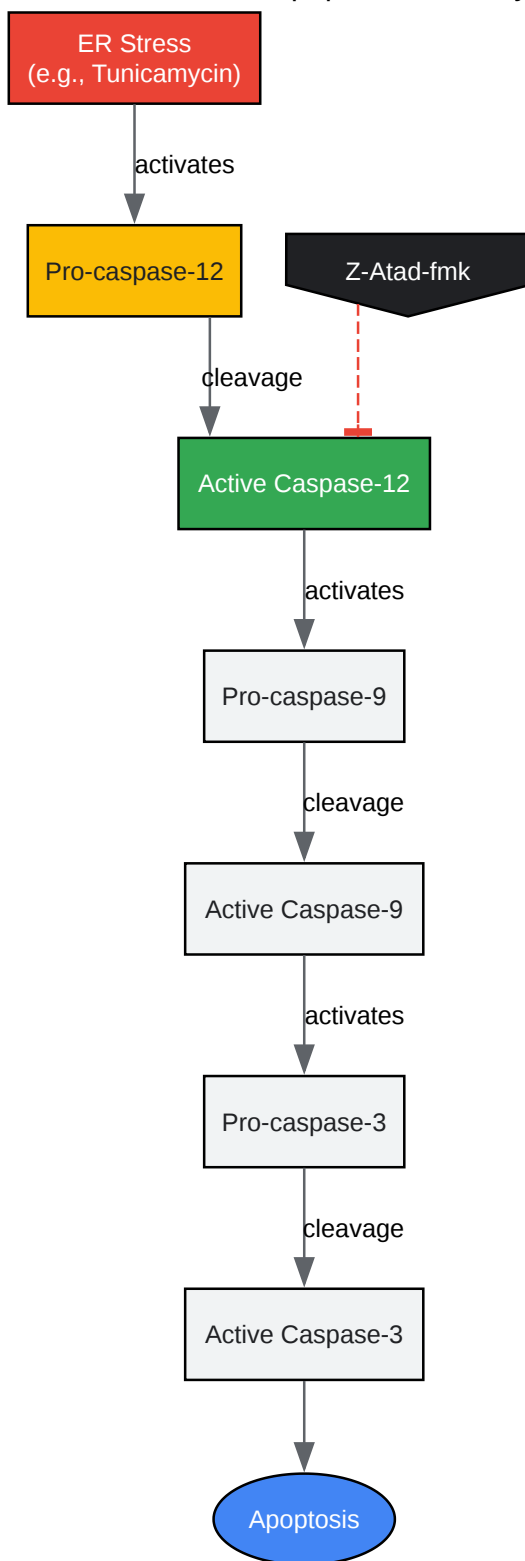 ER Stress
(e.g., Tunicamycin)
activates
Pro-caspase-12
Z-Atad-fmk
cleavage
Active Caspase-12
activates
Pro-caspase-9
cleavage
Active Caspase-9
activates
Pro-caspase-3
cleavage
Active Caspase-3
Apoptosis